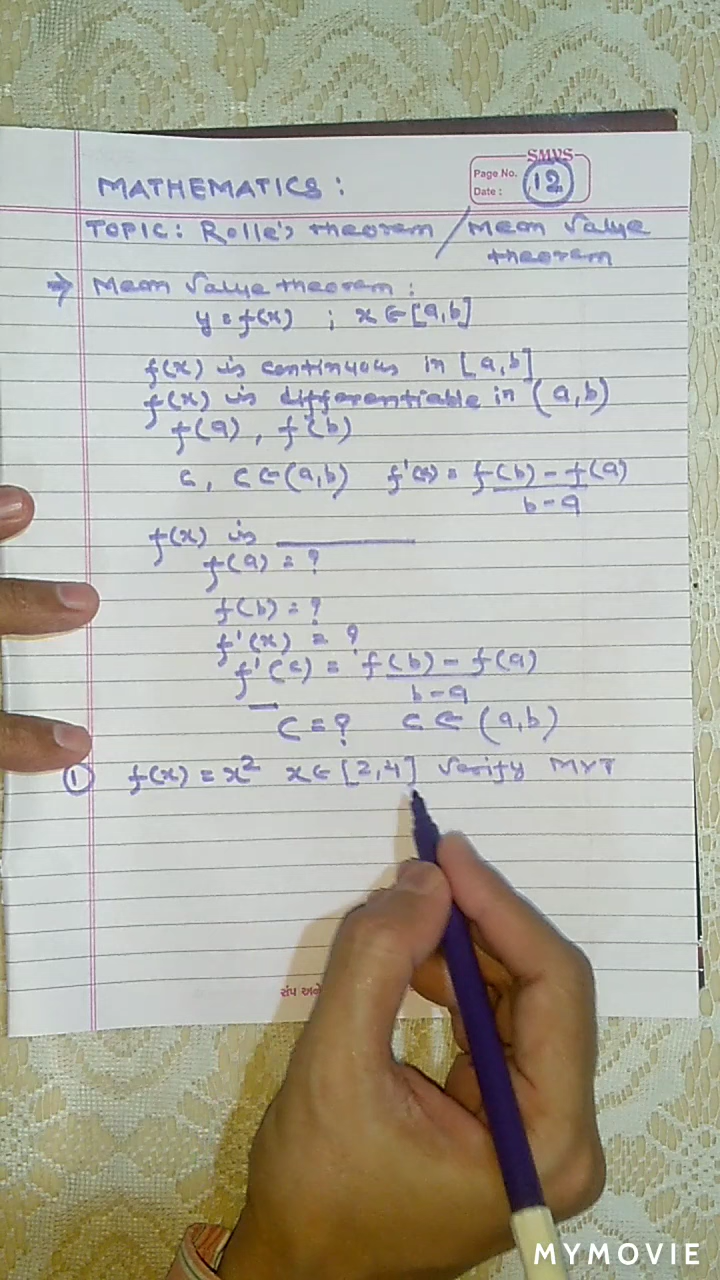 SMVS
Page No. 12
Date :
MATHEMATICS :
TOPIC : Rolle's theorem / Mean Value
theorem
→ Mean Value theorem :
y = f(x) ; x ∈ [a,b]
f(x) is continuous in [a,b]
f(x) is differentiable in (a,b)
f(a) , f(b)
c, c ∈ (a,b) f'(c) = f(b) - f(a)
b - a
f(x) is
f(a) = ?
f(b) = ?
f'(x) = ?
f'(c) = f(b) - f(a)
b - a
c = ? c ∈ (a,b)
① f(x) = x² x ∈ [2,4] Verify MVT
સંપ અને
MYMOVIE